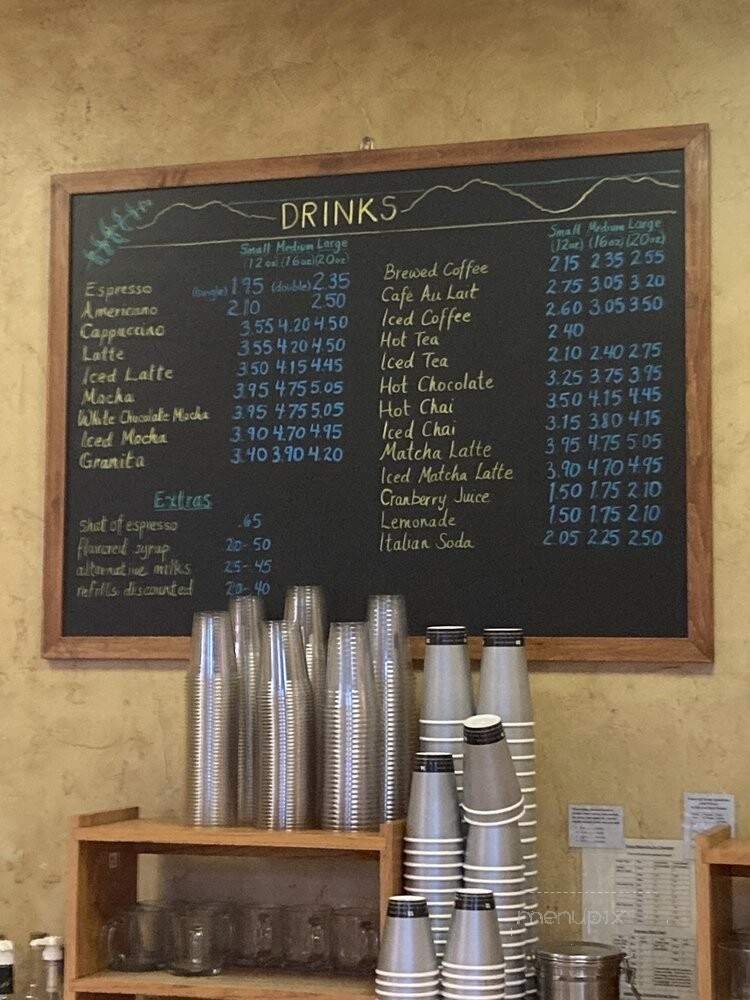 DRINKS
Small Medium Large
(12oz) (16oz) (20oz)
Espresso (single) 1.95 (double) 2.35
Americano 2.10 2.50
Cappuccino 3.55 4.20 4.50
Latte 3.55 4.20 4.50
Iced Latte 3.50 4.15 4.45
Mocha 3.95 4.75 5.05
White Chocolate Mocha 3.95 4.75 5.05
Iced Mocha 3.90 4.70 4.95
Granita 3.40 3.90 4.20
Extras
shot of espresso .65
flavored syrup 20-50
alternative milks 25-45
refills discounted 20-40
Small Medium Large
(12oz) (16oz) (20oz)
Brewed Coffee 2.15 2.35 2.55
Café Au Lait 2.75 3.05 3.20
Iced Coffee 2.60 3.05 3.50
Hot Tea 2.40
Iced Tea 2.10 2.40 2.75
Hot Chocolate 3.25 3.75 3.95
Hot Chai 3.50 4.15 4.45
Iced Chai 3.15 3.80 4.15
Matcha Latte 3.95 4.75 5.05
Iced Matcha Latte 3.90 4.70 4.95
Cranberry Juice 1.50 1.75 2.10
Lemonade 1.50 1.75 2.10
Italian Soda 2.05 2.25 2.50
menupix